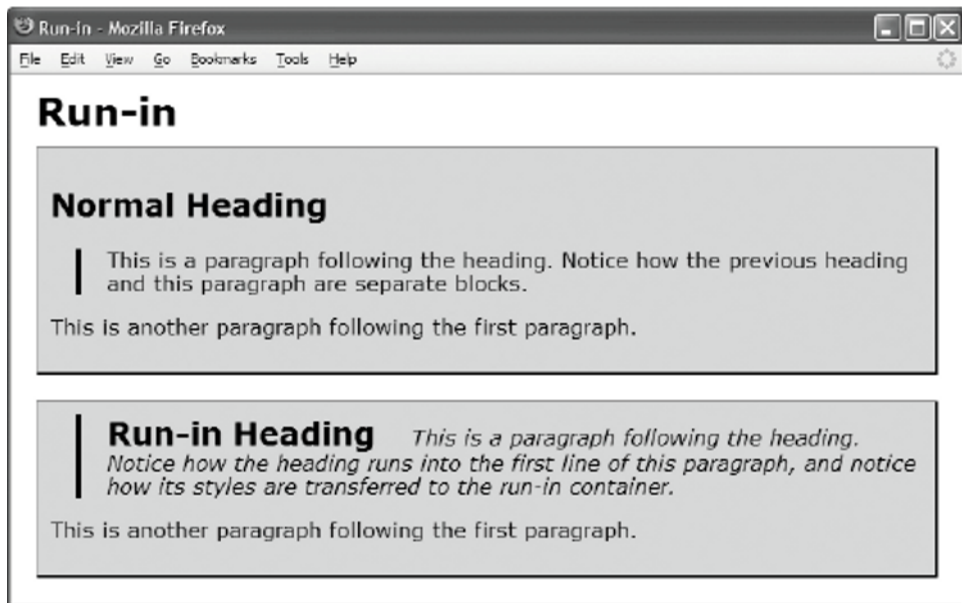 Run-in - Mozilla Firefox
File Edit View Go Bookmarks Tools Help
Run-in
Normal Heading
This is a paragraph following the heading. Notice how the previous heading
and this paragraph are separate blocks.
This is another paragraph following the first paragraph.
Run-in Heading This is a paragraph following the heading.
Notice how the heading runs into the first line of this paragraph, and notice
how its styles are transferred to the run-in container.
This is another paragraph following the first paragraph.